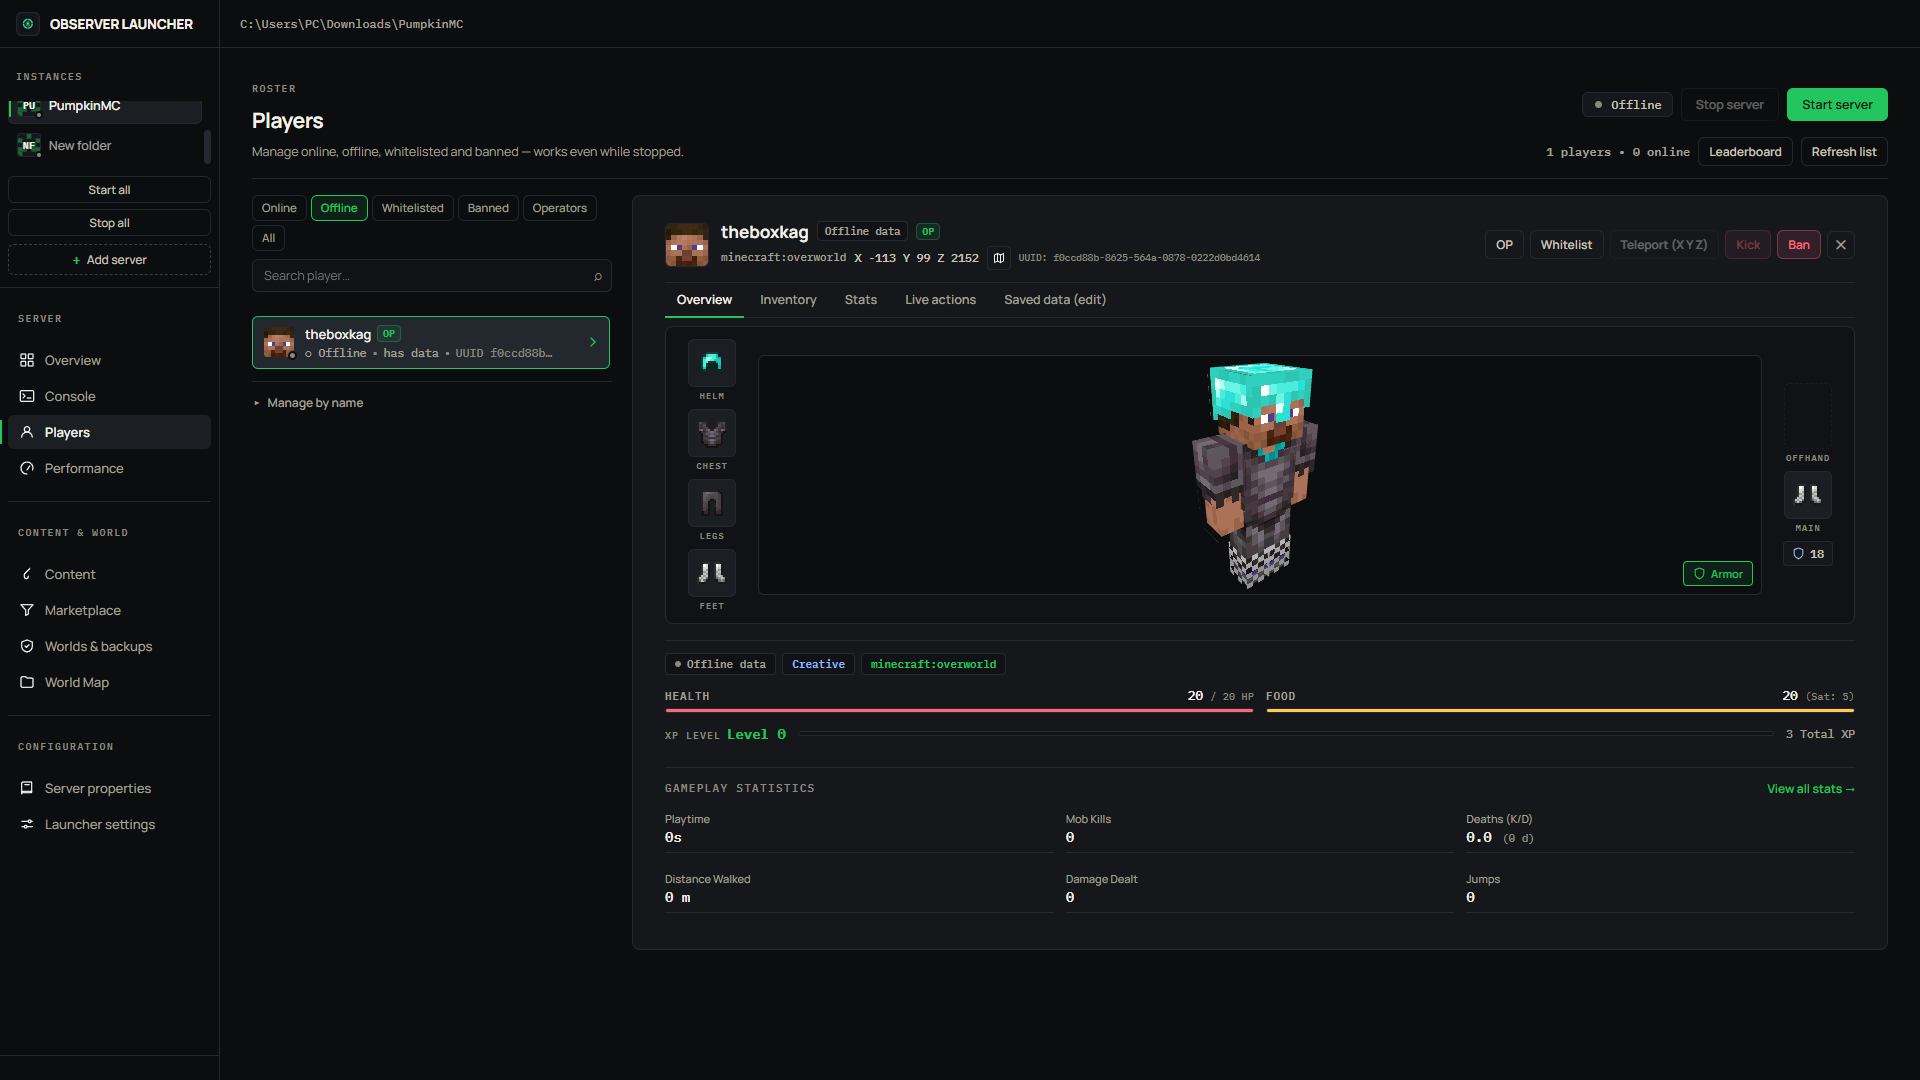 OBSERVER LAUNCHER
C:\Users\PC\Downloads\PumpkinMC
INSTANCES
PU PumpkinMC
NF New folder
Start all
Stop all
+ Add server
SERVER
Overview
Console
Players
Performance
CONTENT & WORLD
Content
Marketplace
Worlds & backups
World Map
CONFIGURATION
Server properties
Launcher settings
ROSTER
Players
Manage online, offline, whitelisted and banned — works even while stopped.
Offline Stop server Start server
1 players • 0 online Leaderboard Refresh list
Online Offline Whitelisted Banned Operators
All
Search player...
theboxkag OP
○ Offline • has data • UUID f0ccd88b…
▸ Manage by name
theboxkag Offline data OP
minecraft:overworld X -113 Y 99 Z 2152 UUID: f0ccd88b-8625-564a-0878-0222d0bd4614
OP Whitelist Teleport (X Y Z) Kick Ban ✕
Overview Inventory Stats Live actions Saved data (edit)
HELM
CHEST
LEGS
FEET
Armor
OFFHAND
MAIN
18
Offline data Creative minecraft:overworld
HEALTH 20 / 20 HP FOOD 20 (Sat: 5)
XP LEVEL Level 0 3 Total XP
GAMEPLAY STATISTICS View all stats →
Playtime Mob Kills Deaths (K/D)
0s 0 0.0 (0 d)
Distance Walked Damage Dealt Jumps
0 m 0 0